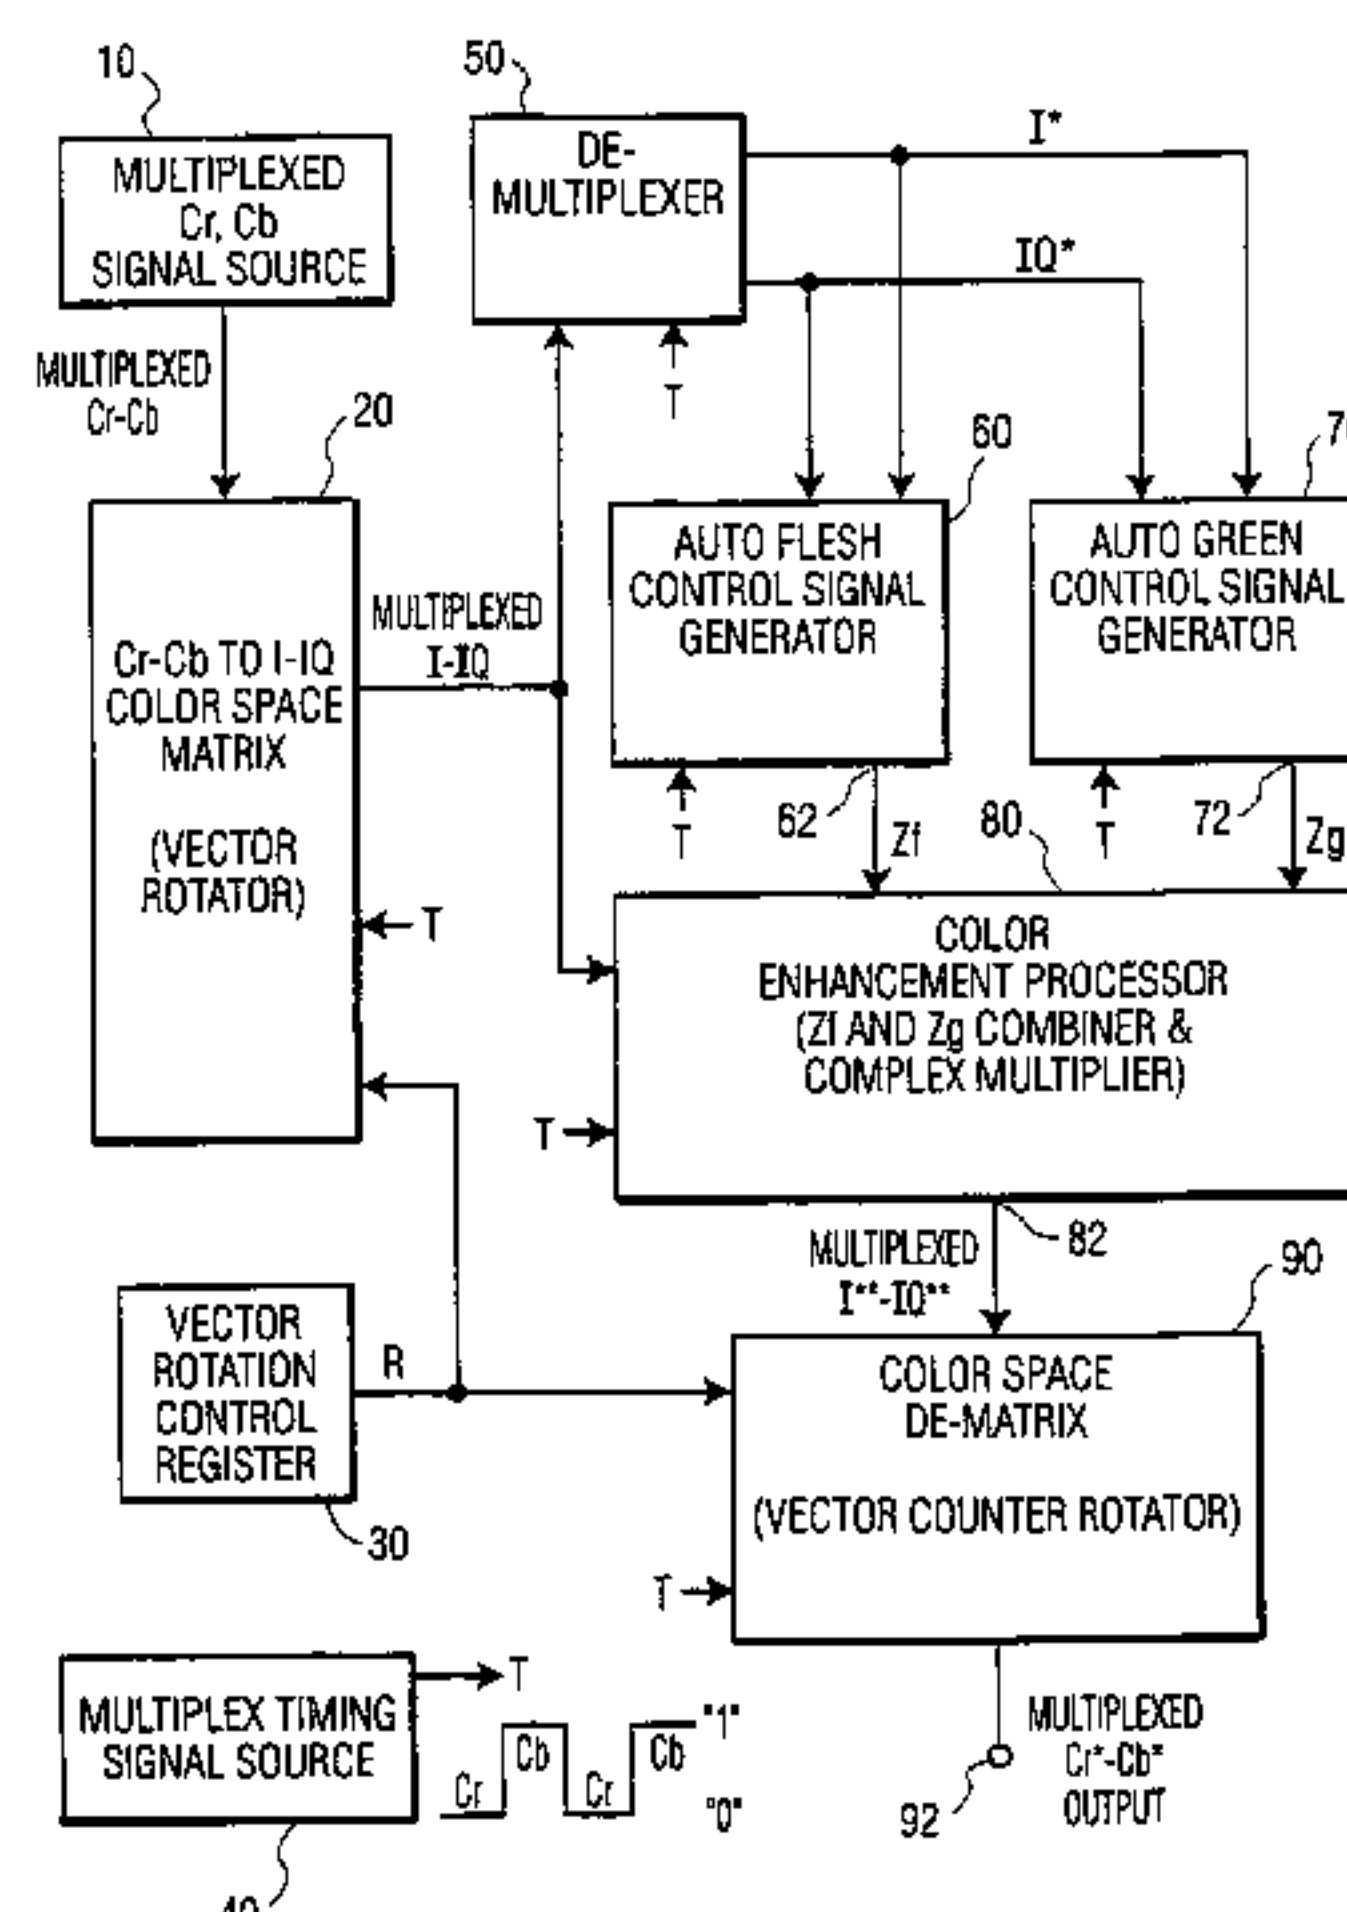 10
MULTIPLEXED
Cr, Cb
SIGNAL SOURCE
MULTIPLEXED
Cr-Cb
20
Cr-Cb TO I-IQ
COLOR SPACE
MATRIX
(VECTOR
ROTATOR)
T
MULTIPLEXED
I-IQ
50
DE-
MULTIPLEXER
T
I*
IQ*
60
AUTO FLESH
CONTROL SIGNAL
GENERATOR
T
62
Zf
AUTO GREEN
CONTROL SIGNAL
GENERATOR
T
72
Zg
80
COLOR
ENHANCEMENT PROCESSOR
(Zf AND Zg COMBINER &
COMPLEX MULTIPLIER)
T
82
MULTIPLEXED
I**-IQ**
90
VECTOR
ROTATION
CONTROL
REGISTER
30
R
COLOR SPACE
DE-MATRIX
(VECTOR COUNTER ROTATOR)
T
MULTIPLEX TIMING
SIGNAL SOURCE
T
Cr
Cb
Cr
Cb
"1"
"0"
92
MULTIPLEXED
Cr*-Cb*
OUTPUT